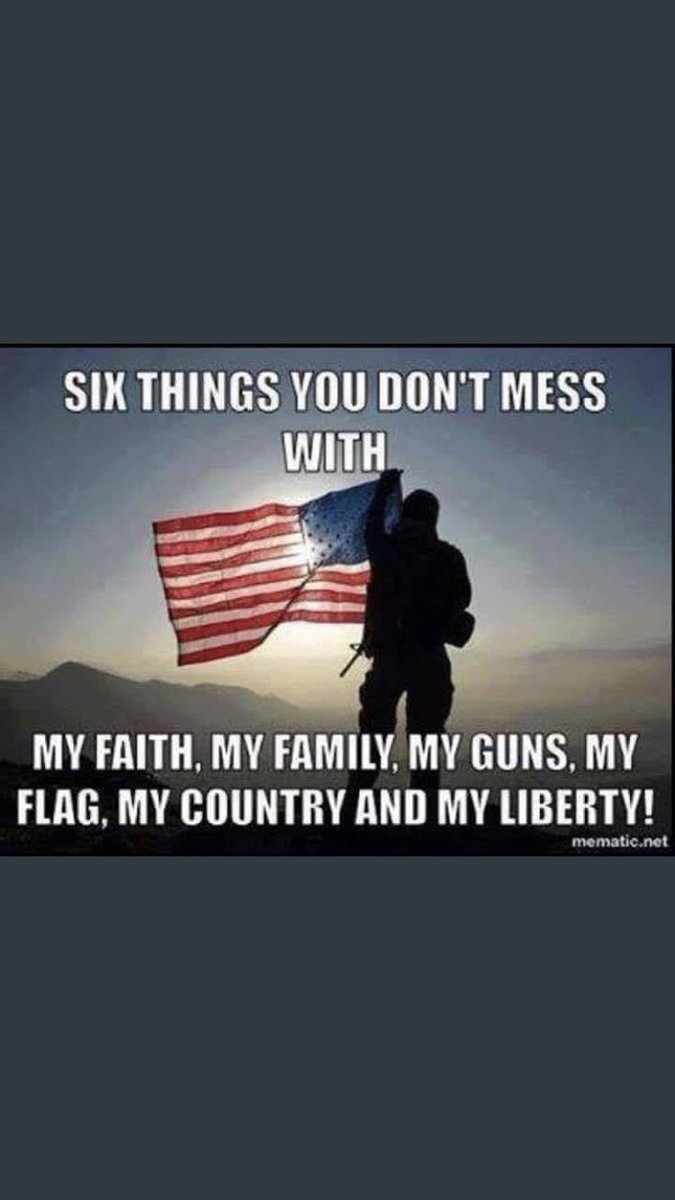 SIX THINGS YOU DON'T MESS
WITH
MY FAITH, MY FAMILY, MY GUNS, MY
FLAG, MY COUNTRY AND MY LIBERTY!
mematic.net